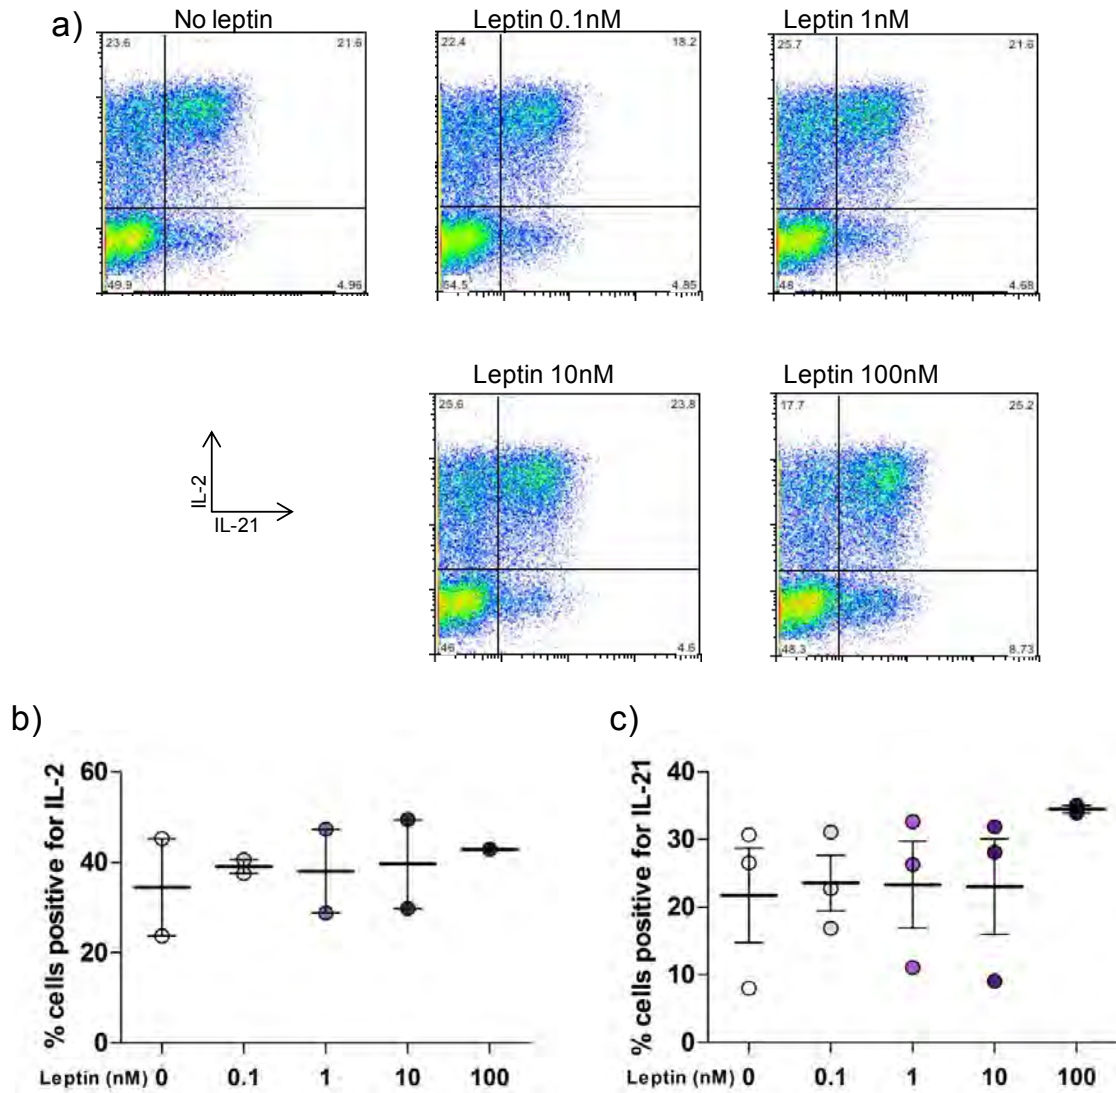 a)
No leptin
Leptin 0.1nM
Leptin 1nM
23.6
21.6
22.4
18.2
25.7
21.6
49.9
4.96
54.5
4.85
48
4.68
Leptin 10nM
Leptin 100nM
25.6
23.8
17.7
25.2
IL-2
IL-21
46
4.6
48.3
8.73
b)
c)
% cells positive for IL-2
60
40
20
0
Leptin (nM) 0 0.1 1 10 100
% cells positive for IL-21
40
30
20
10
0
Leptin (nM) 0 0.1 1 10 100